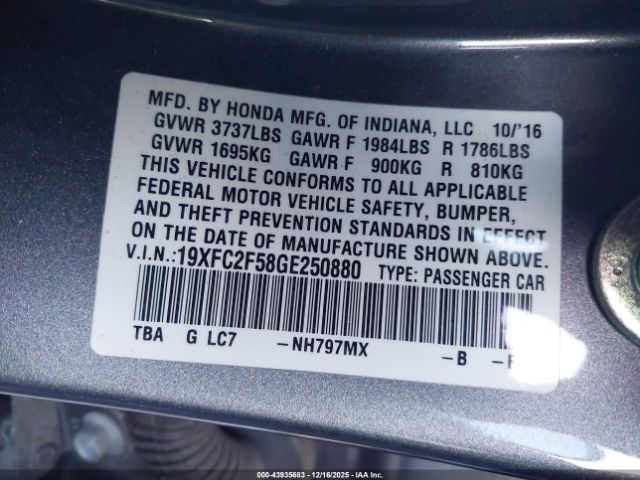 MFD. BY HONDA MFG. OF INDIANA, LLC 10/'16
GVWR 3737LBS GAWR F 1984LBS R 1786LBS
GVWR 1695KG GAWR F 900KG R 810KG
THIS VEHICLE CONFORMS TO ALL APPLICABLE
FEDERAL MOTOR VEHICLE SAFETY, BUMPER,
AND THEFT PREVENTION STANDARDS IN EFFECT
ON THE DATE OF MANUFACTURE SHOWN ABOVE.
V.I.N.:19XFC2F58GE250880 TYPE: PASSENGER CAR
TBA G LC7 -NH797MX -B
000-43935683 - 12/16/2025 - IAA Inc.